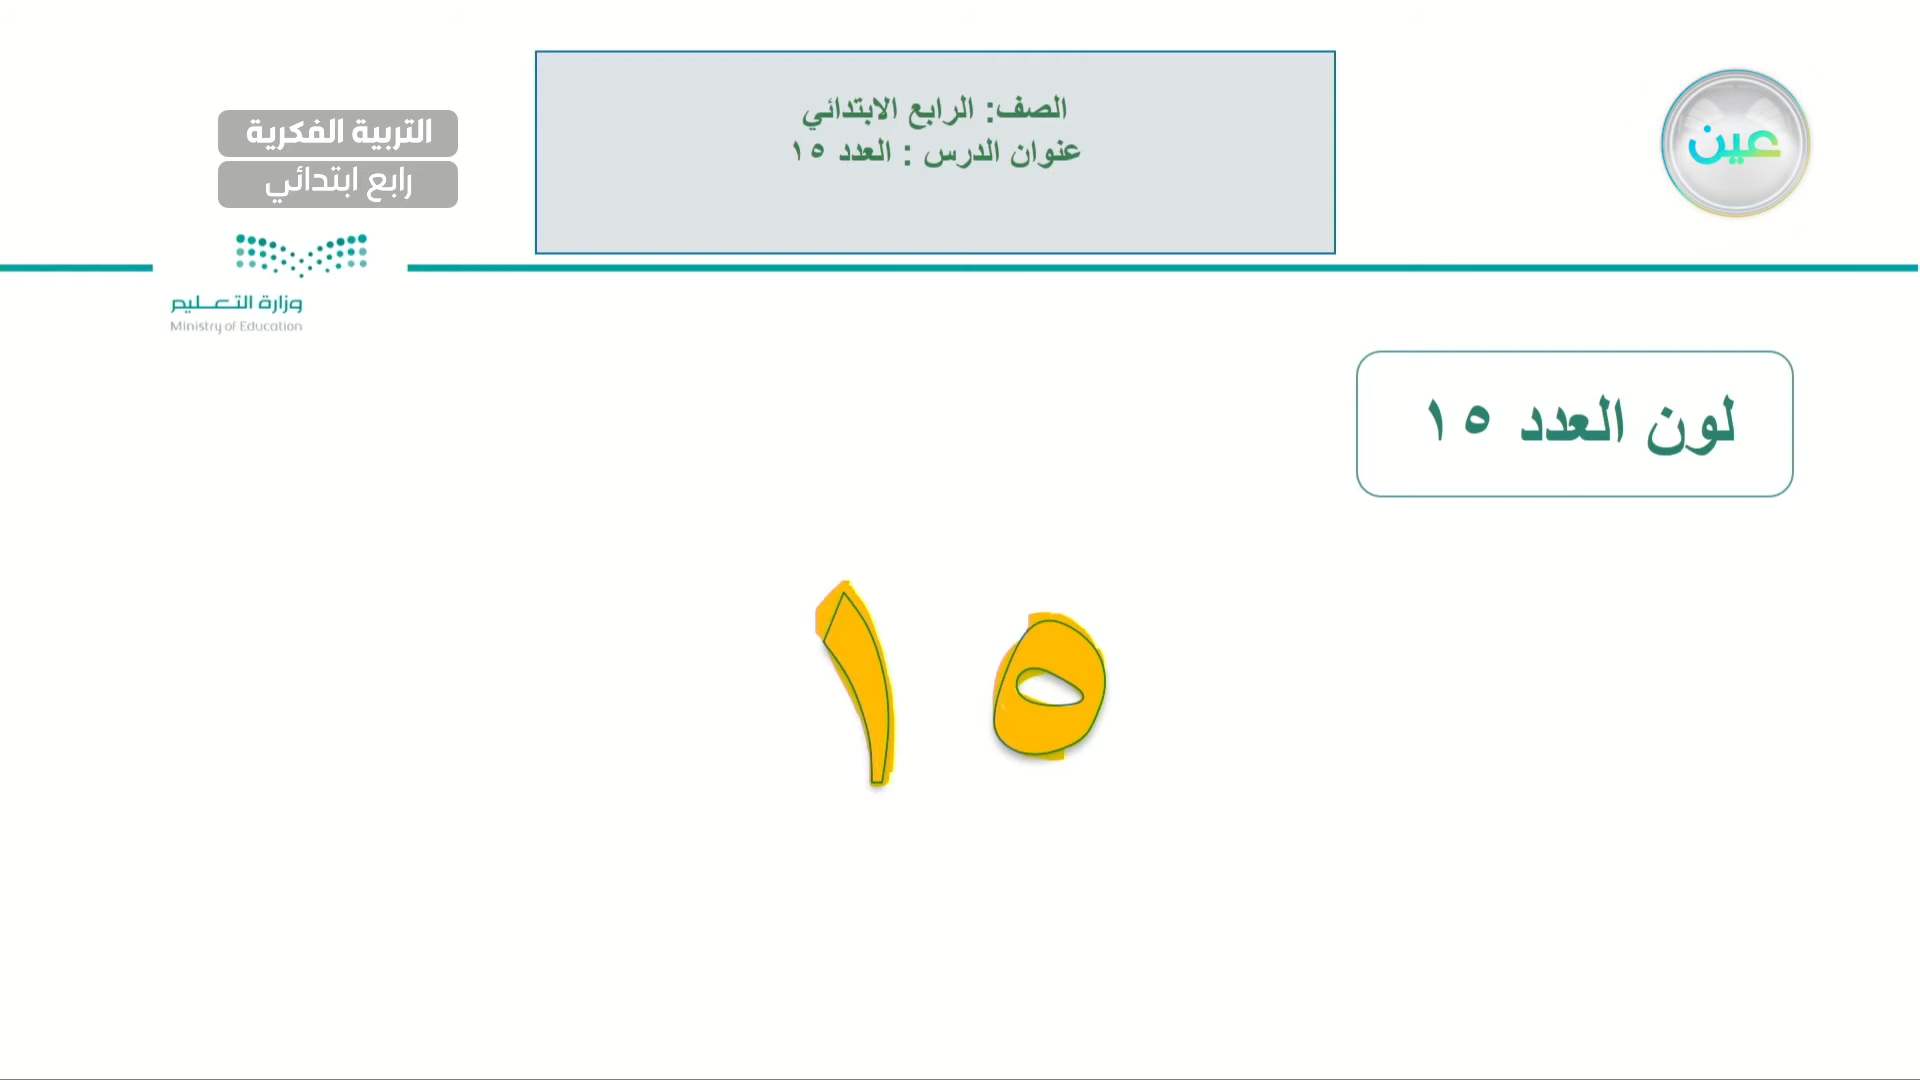 الصف: الرابع الابتدائي
عنوان الدرس : العدد ١٥
التربية الفكرية
رابع ابتدائي
عين
وزارة التعليم
Ministry of Education
لون العدد ١٥
١٥